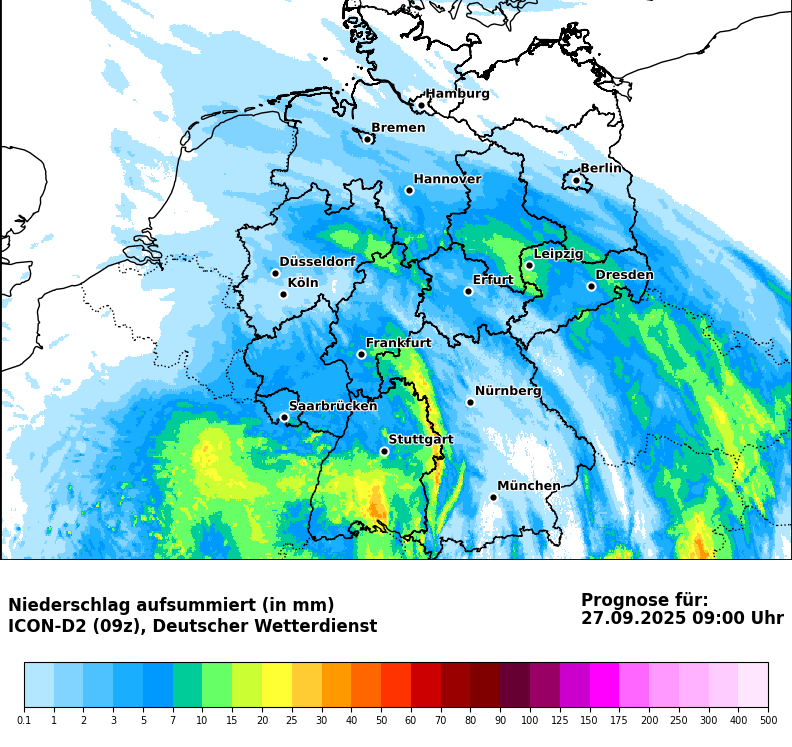 Hamburg
Bremen
Berlin
Hannover
Düsseldorf
Leipzig
Köln
Erfurt
Dresden
Frankfurt
Nürnberg
Saarbrücken
Stuttgart
München
Niederschlag aufsummiert (in mm)
ICON-D2 (09z), Deutscher Wetterdienst
Prognose für:
27.09.2025 09:00 Uhr
0.1 1 2 3 5 7 10 15 20 25 30 40 50 60 70 80 90 100 125 150 175 200 250 300 400 500